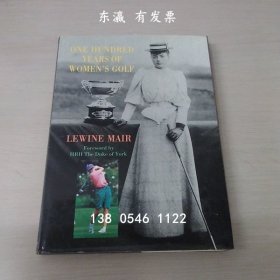 东瀛 有发票
ONE HUNDRED
YEARS OF
WOMEN'S GOLF
LEWINE MAIR
Foreword by
HRH The Duke of York
138 0546 1122